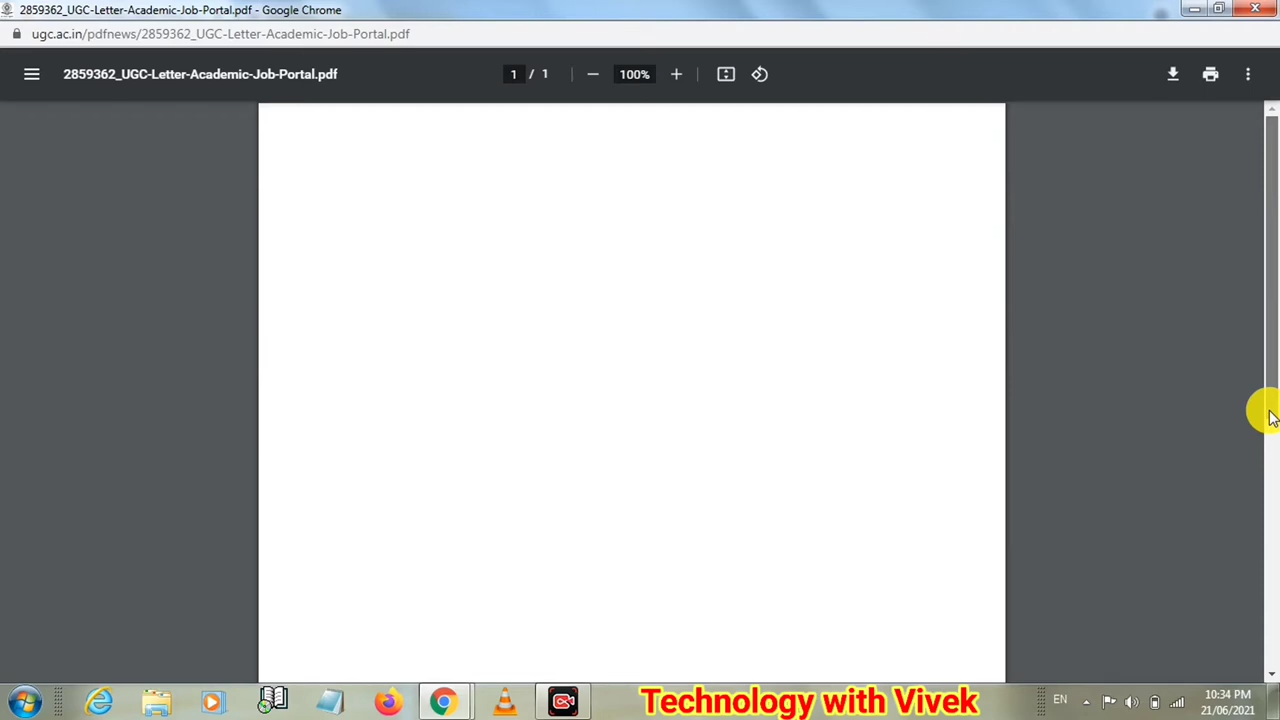 2859362_UGC-Letter-Academic-Job-Portal.pdf - Google Chrome
ugc.ac.in/pdfnews/2859362_UGC-Letter-Academic-Job-Portal.pdf
2859362_UGC-Letter-Academic-Job-Portal.pdf 1 / 1 100%
Technology with Vivek EN 10:34 PM
21/06/2021